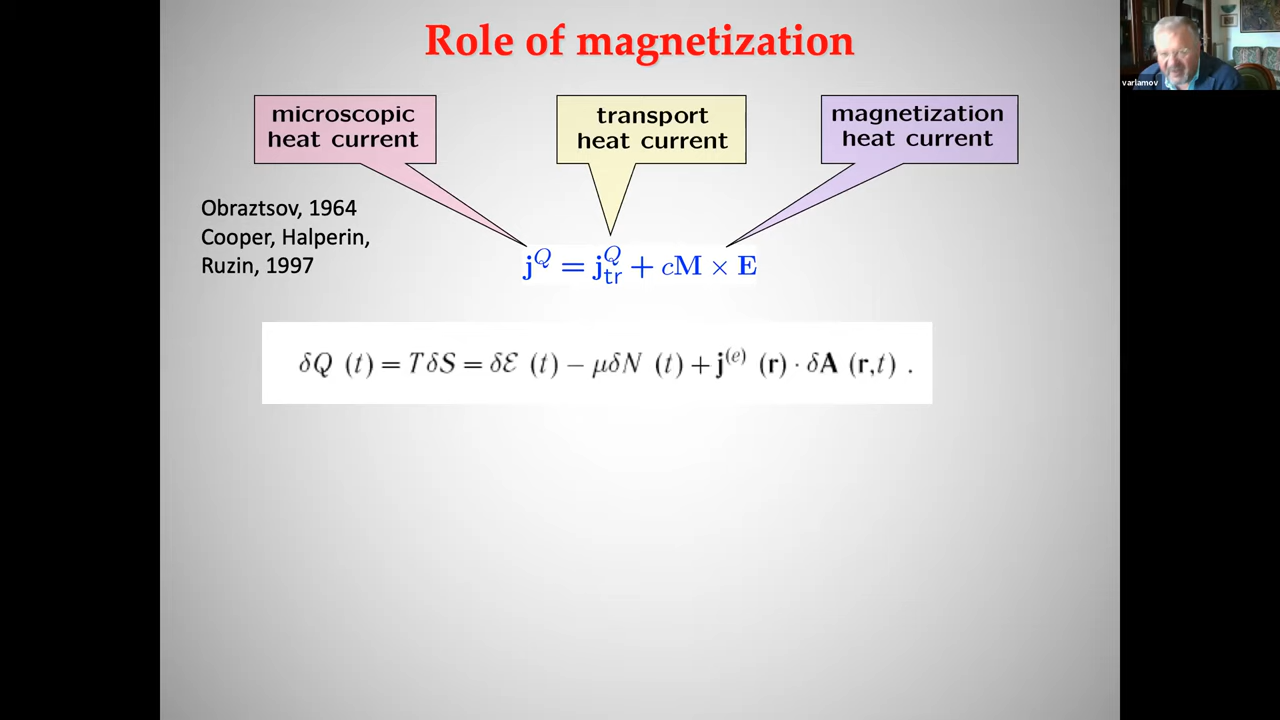 Role of magnetization
microscopic
heat current
transport
heat current
magnetization
heat current
Obraztsov, 1964
Cooper, Halperin,
Ruzin, 1997
j^Q = j_tr^Q + cM × E
δQ (t) = TδS = δℰ (t) − μδN (t) + j^(e) (r) · δA (r,t) .
varlamov